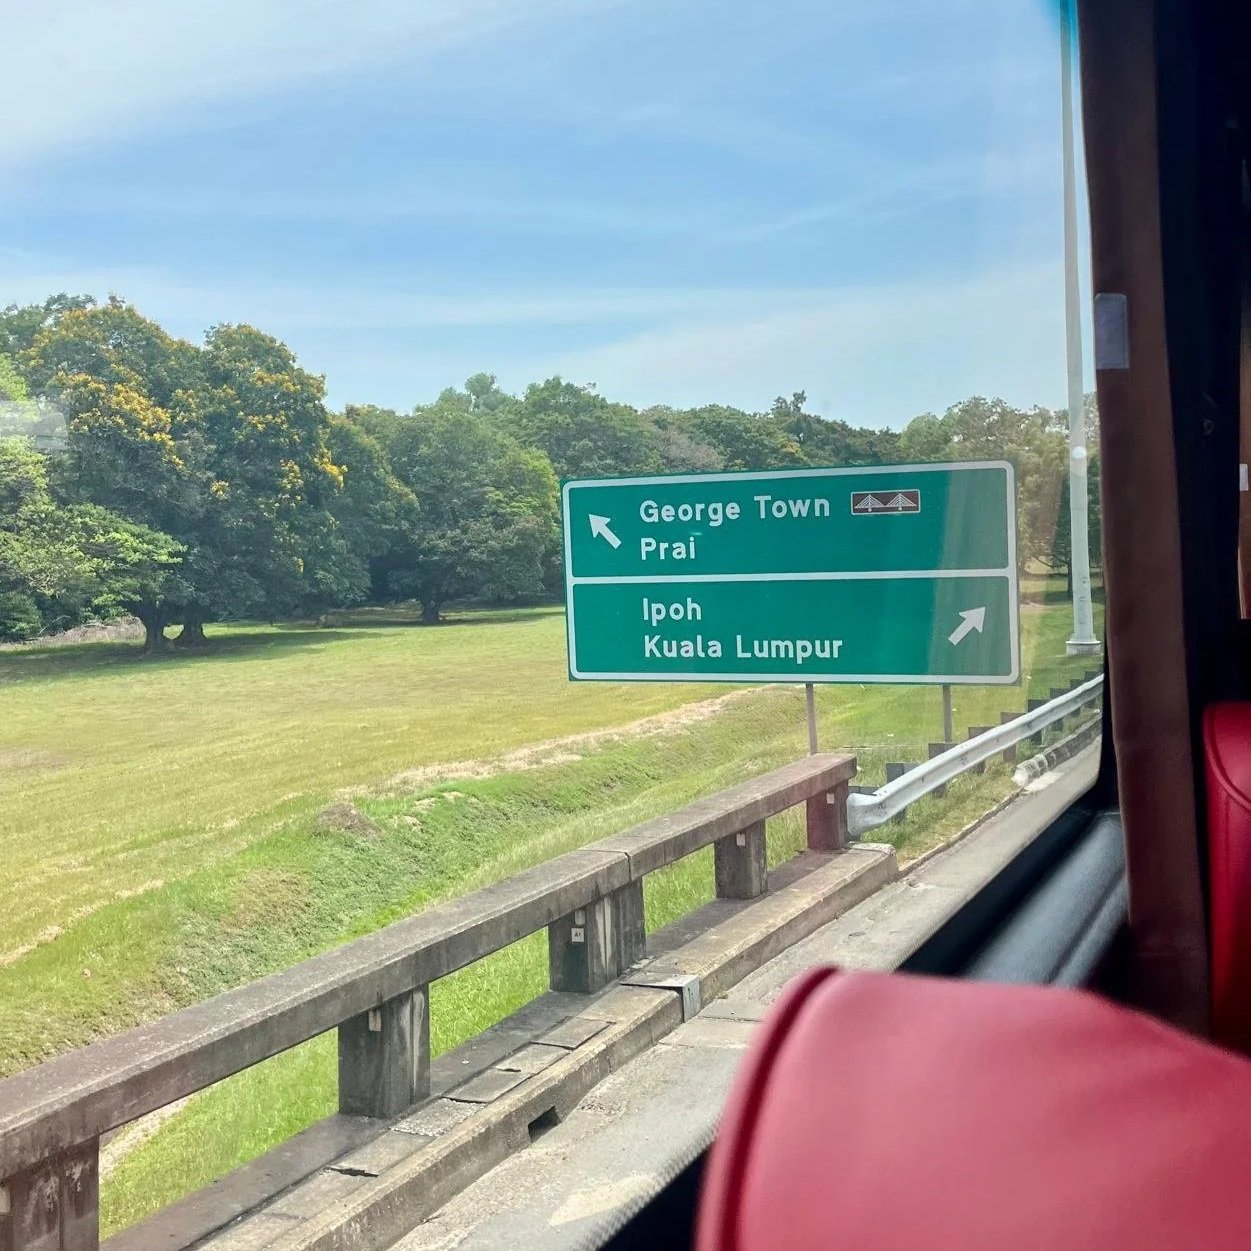 George Town
Prai
Ipoh
Kuala Lumpur